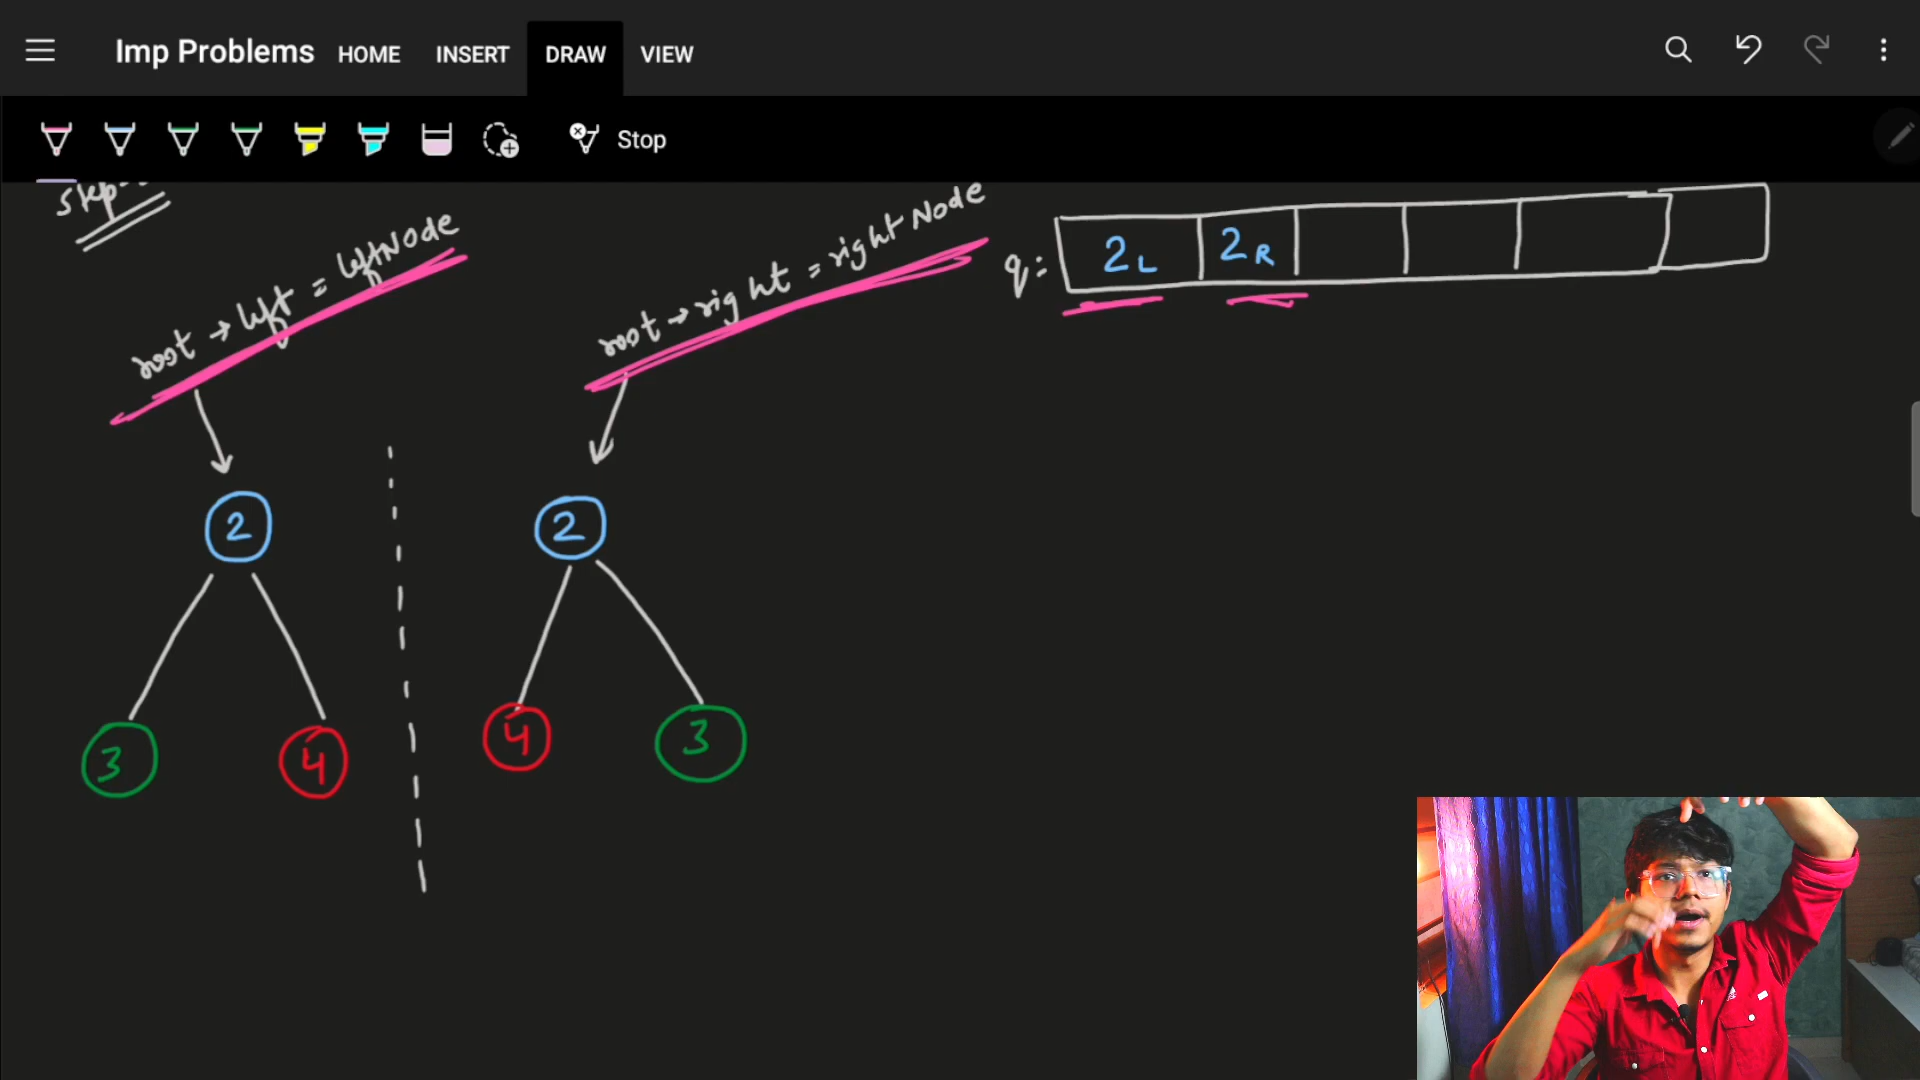 Imp Problems HOME INSERT DRAW VIEW
Stop
root → left = leftNode
root → right = right Node
q: 2L 2R
2 2
3 4 4 3